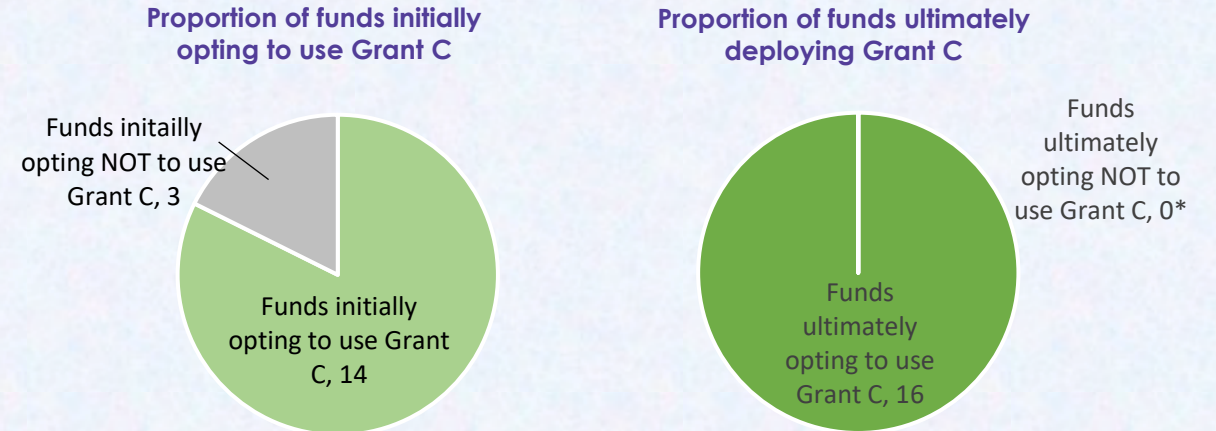 Proportion of funds initially
opting to use Grant C
Funds initailly
opting NOT to use
Grant C, 3
Funds initially
opting to use Grant
C, 14
Proportion of funds ultimately
deploying Grant C
Funds
ultimately
opting NOT to
use Grant C, 0*
Funds
ultimately
opting to use
Grant C, 16